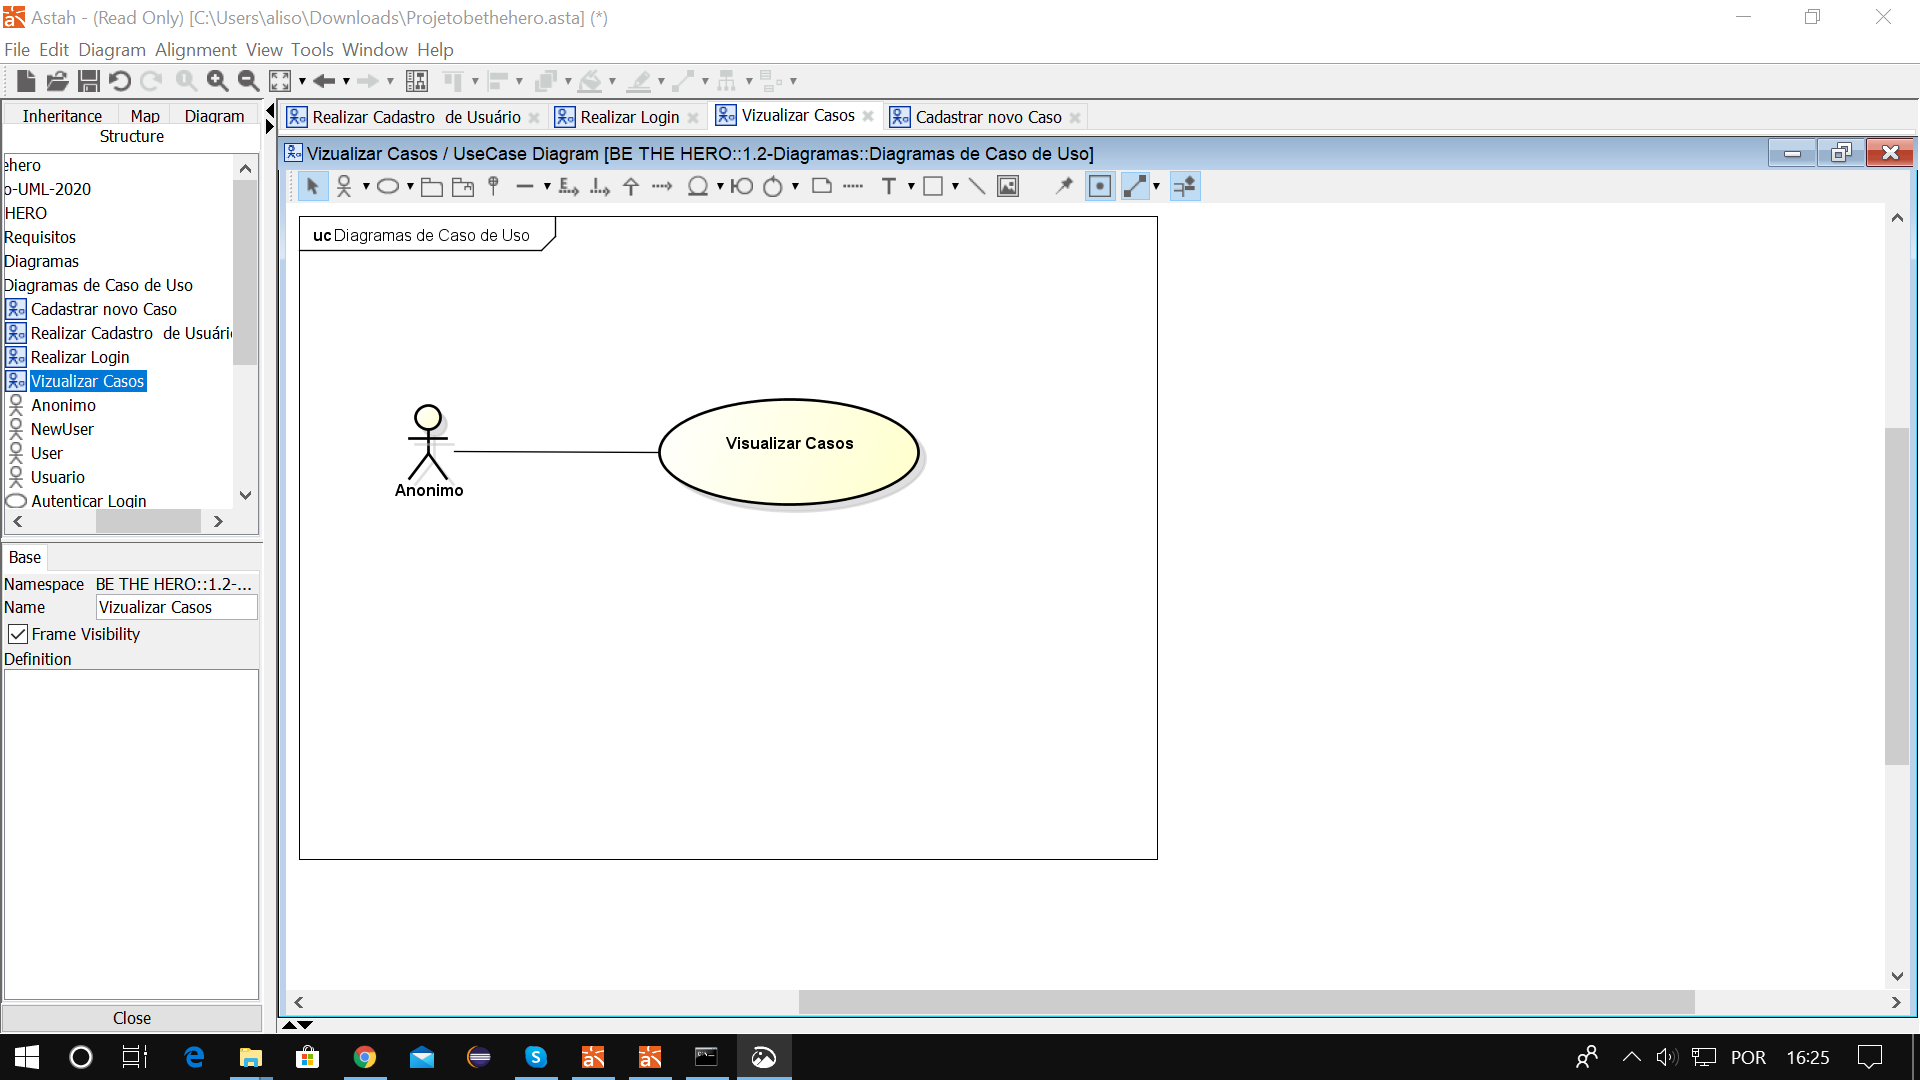 Astah - (Read Only) [C:\Users\aliso\Downloads\Projetobethehero.asta] (*)
File Edit Diagram Alignment View Tools Window Help
Inheritance Map Diagram
Structure
ehero
o-UML-2020
HERO
Requisitos
Diagramas
Diagramas de Caso de Uso
Cadastrar novo Caso
Realizar Cadastro  de Usuári
Realizar Login
Vizualizar Casos
Anonimo
NewUser
User
Usuario
Autenticar Login
Base
Namespace BE THE HERO::1.2-...
Name Vizualizar Casos
Frame Visibility
Definition
Close
Realizar Cadastro  de Usuário
Realizar Login
Vizualizar Casos
Cadastrar novo Caso
Vizualizar Casos / UseCase Diagram [BE THE HERO::1.2-Diagramas::Diagramas de Caso de Uso]
T
uc Diagramas de Caso de Uso
Visualizar Casos
Anonimo
POR 16:25